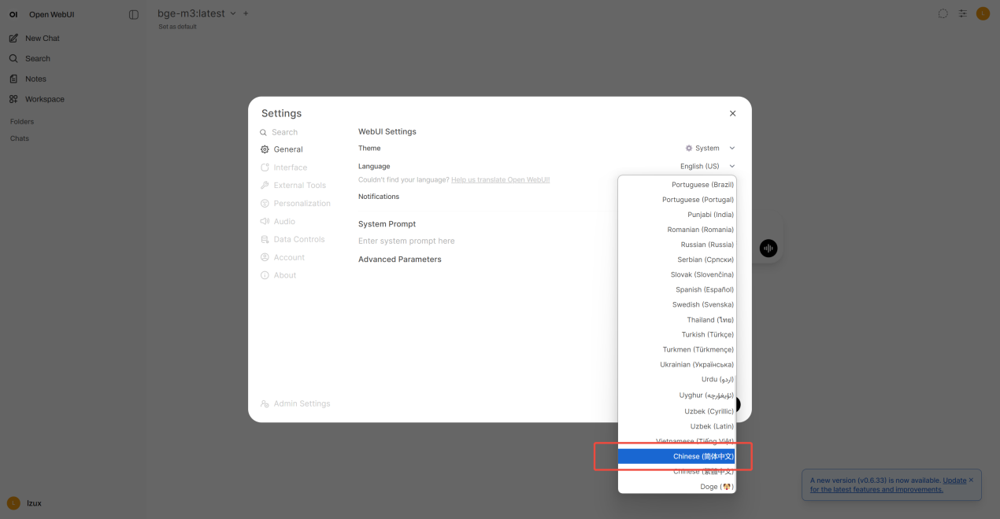 OI Open WebUI
New Chat
Search
Notes
Workspace
Folders
Chats
lzux
bge-m3:latest
Set as default
L
Settings
Search
General
Interface
External Tools
Personalization
Audio
Data Controls
Account
About
Admin Settings
WebUI Settings
Theme
System
Language
English (US)
Couldn't find your language? Help us translate Open WebUI!
Notifications
System Prompt
Enter system prompt here
Advanced Parameters
Portuguese (Brazil)
Portuguese (Portugal)
Punjabi (India)
Romanian (Romania)
Russian (Russia)
Serbian (Српски)
Slovak (Slovenčina)
Spanish (Español)
Swedish (Svenska)
Thailand (ไทย)
Turkish (Türkçe)
Turkmen (Türkmençe)
Ukrainian (Українська)
Urdu (اردو)
Uyghur (ئۇيغۇرچە)
Uzbek (Cyrillic)
Uzbek (Latin)
Vietnamese (Tiếng Việt)
Chinese (简体中文)
Chinese (繁體中文)
Doge (🐶)
A new version (v0.6.33) is now available. Update
for the latest features and improvements.
L